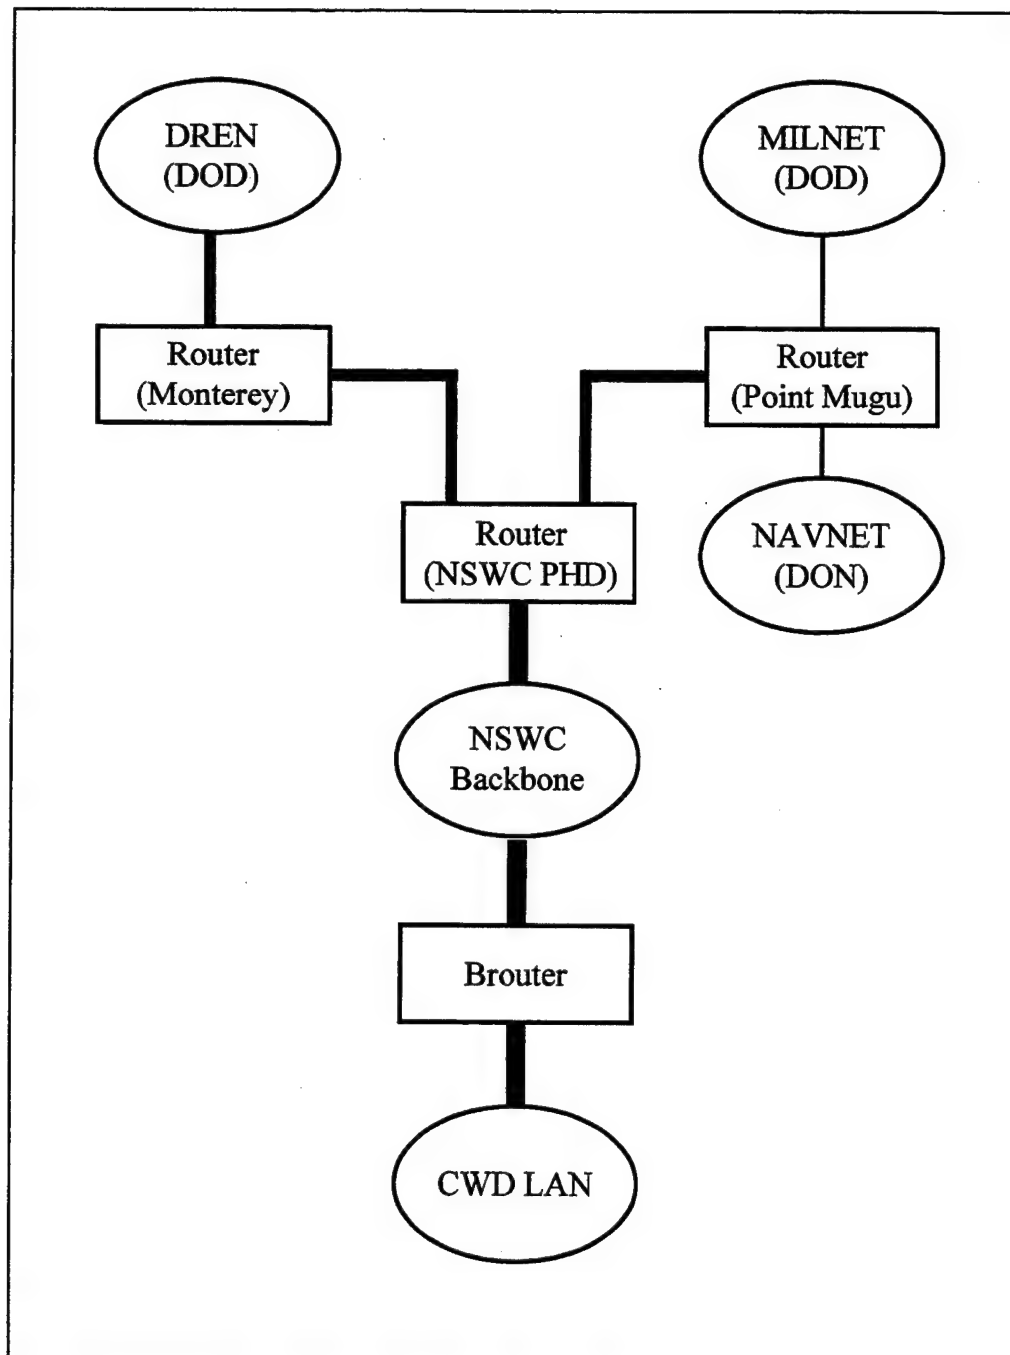 DREN
(DOD)
MILNET
(DOD)
Router
(Monterey)
Router
(Point Mugu)
Router
(NSWC PHD)
NAVNET
(DON)
NSWC
Backbone
Brouter
CWD LAN